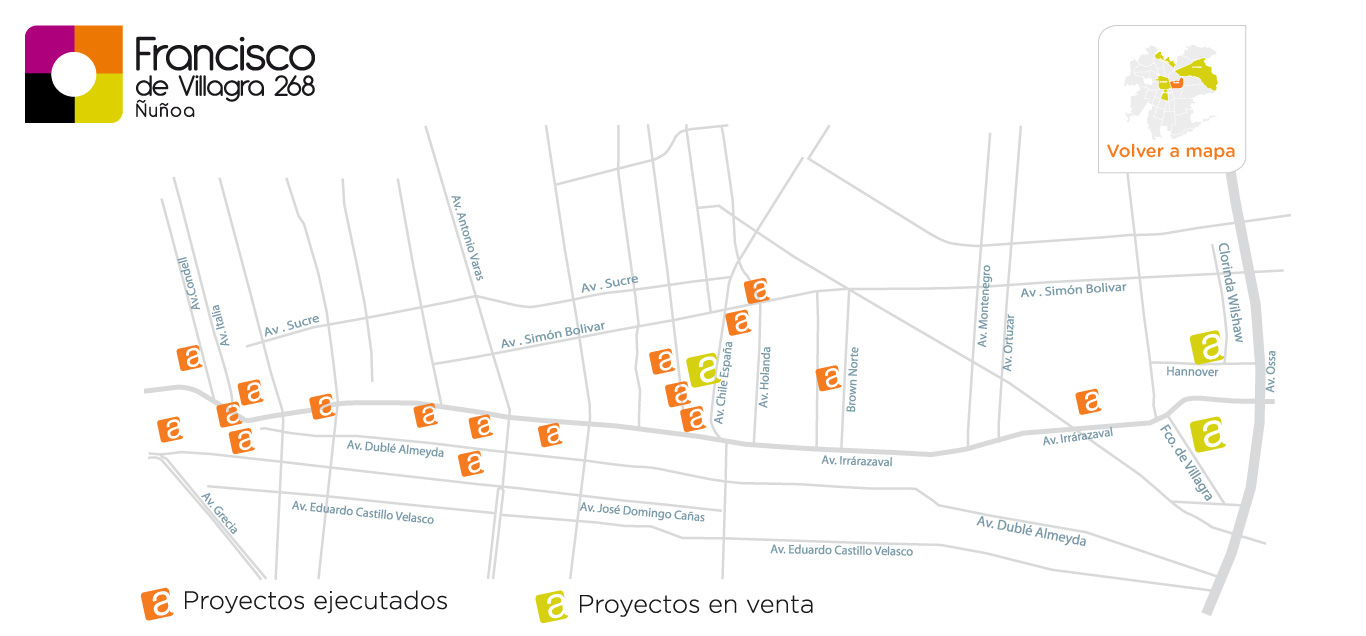 Francisco
de Villagra 268
Ñuñoa
Volver a mapa
Av. Antonio Varas
Av.Condell
Av. Italia
Av . Sucre
Av . Sucre
Av . Simón Bolivar
Av . Simón Bolivar
Av. Montenegro
Av. Ortuzar
Clorinda Wilshaw
Hannover
Av. Ossa
Av. Chile España
Av. Holanda
Brown Norte
Av. Irrárazaval
Av. Irrárazaval
Fco. de Villagra
Av. Dublé Almeyda
Av. Grecia
Av. Eduardo Castillo Velasco
Av. José Domingo Cañas
Av. Dublé Almeyda
Av. Eduardo Castillo Velasco
Proyectos ejecutados
Proyectos en venta